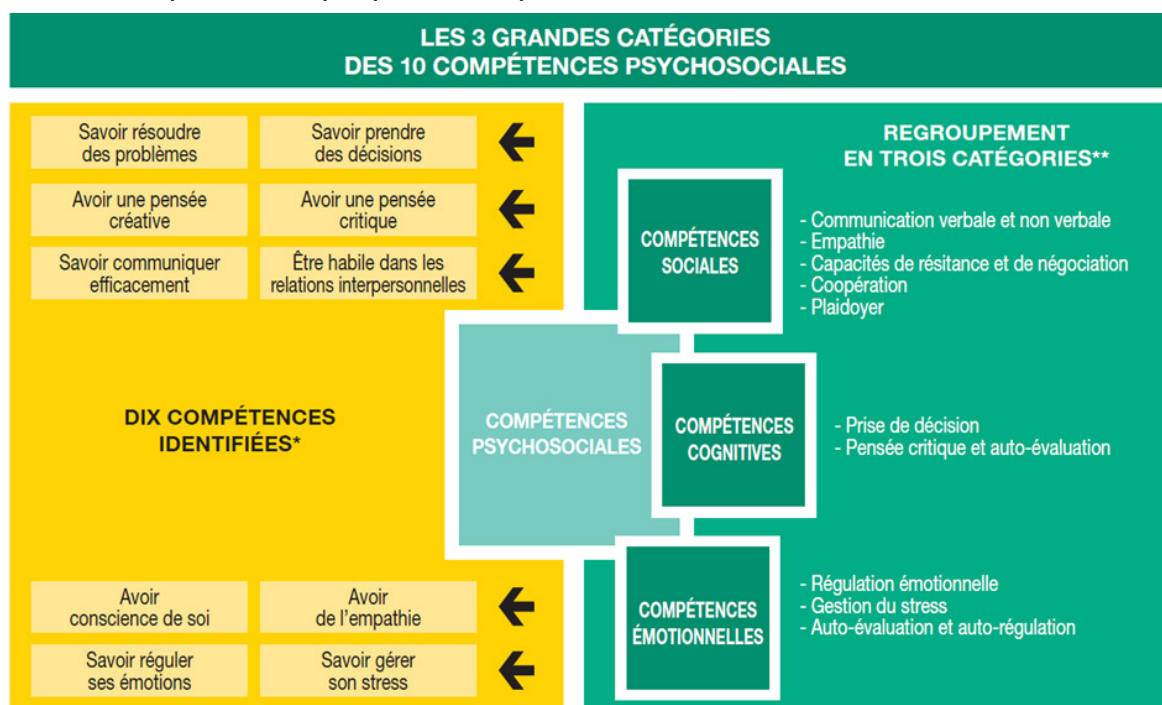 LES 3 GRANDES CATÉGORIES
DES 10 COMPÉTENCES PSYCHOSOCIALES
Savoir résoudre
des problèmes
Savoir prendre
des décisions
Avoir une pensée
créative
Avoir une pensée
critique
Savoir communiquer
efficacement
Être habile dans les
relations interpersonnelles
DIX COMPÉTENCES
IDENTIFIÉES*
Avoir
conscience de soi
Avoir
de l'empathie
Savoir réguler
ses émotions
Savoir gérer
son stress
COMPÉTENCES
PSYCHOSOCIALES
REGROUPEMENT
EN TROIS CATÉGORIES**
COMPÉTENCES
SOCIALES
- Communication verbale et non verbale
- Empathie
- Capacités de résitance et de négociation
- Coopération
- Plaidoyer
COMPÉTENCES
COGNITIVES
- Prise de décision
- Pensée critique et auto-évaluation
COMPÉTENCES
ÉMOTIONNELLES
- Régulation émotionnelle
- Gestion du stress
- Auto-évaluation et auto-régulation